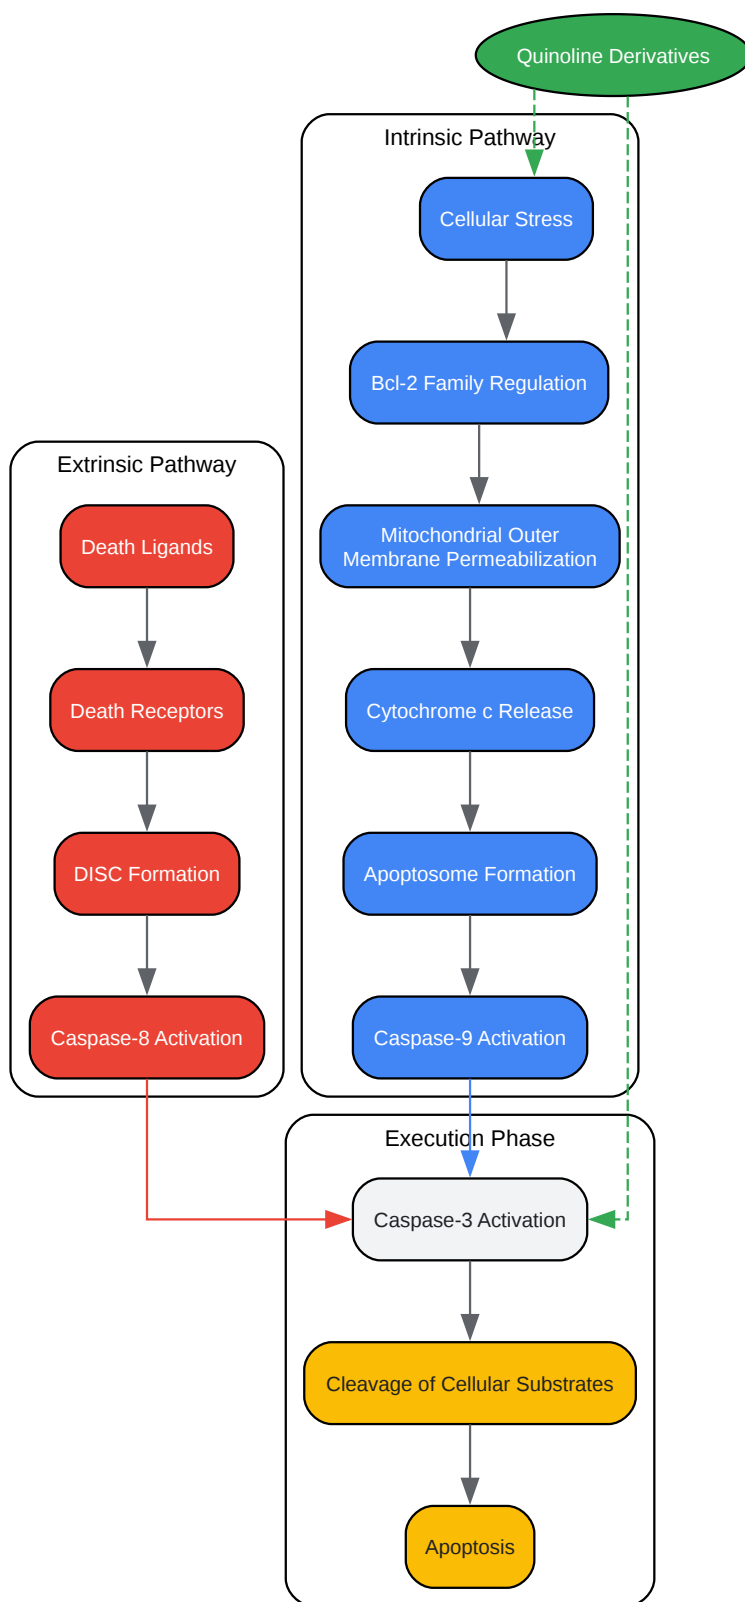 Quinoline Derivatives
Intrinsic Pathway
Cellular Stress
Bcl-2 Family Regulation
Mitochondrial Outer
Membrane Permeabilization
Cytochrome c Release
Apoptosome Formation
Caspase-9 Activation
Extrinsic Pathway
Death Ligands
Death Receptors
DISC Formation
Caspase-8 Activation
Execution Phase
Caspase-3 Activation
Cleavage of Cellular Substrates
Apoptosis